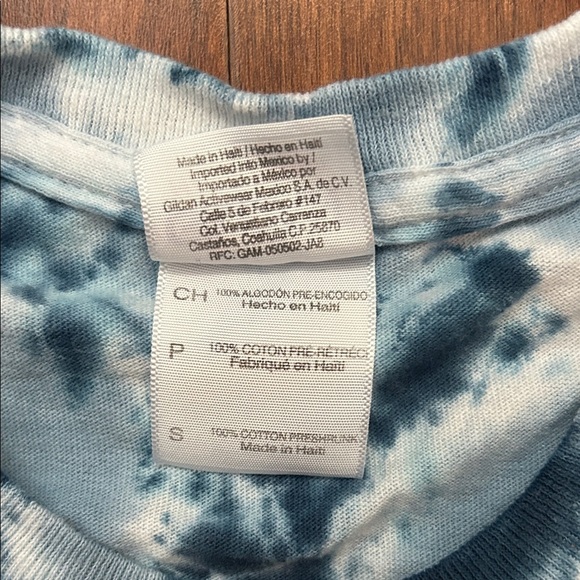 Made in Haiti / Hecho en Haití
Imported into Mexico by /
Importado a México por
Gildan Activewear Mexico S.A. de C.V.
Calle 5 de Febrero #147
Col. Venustiano Carranza
Castaños, Coahuila C.P. 25870
RFC: GAM-050502-JA8
CH 100% ALGODÓN PRE-ENCOGIDO
Hecho en Haití
P 100% COTON PRÉ-RÉTRÉCI
Fabriqué en Haïti
S 100% COTTON PRESHRUNK
Made in Haiti